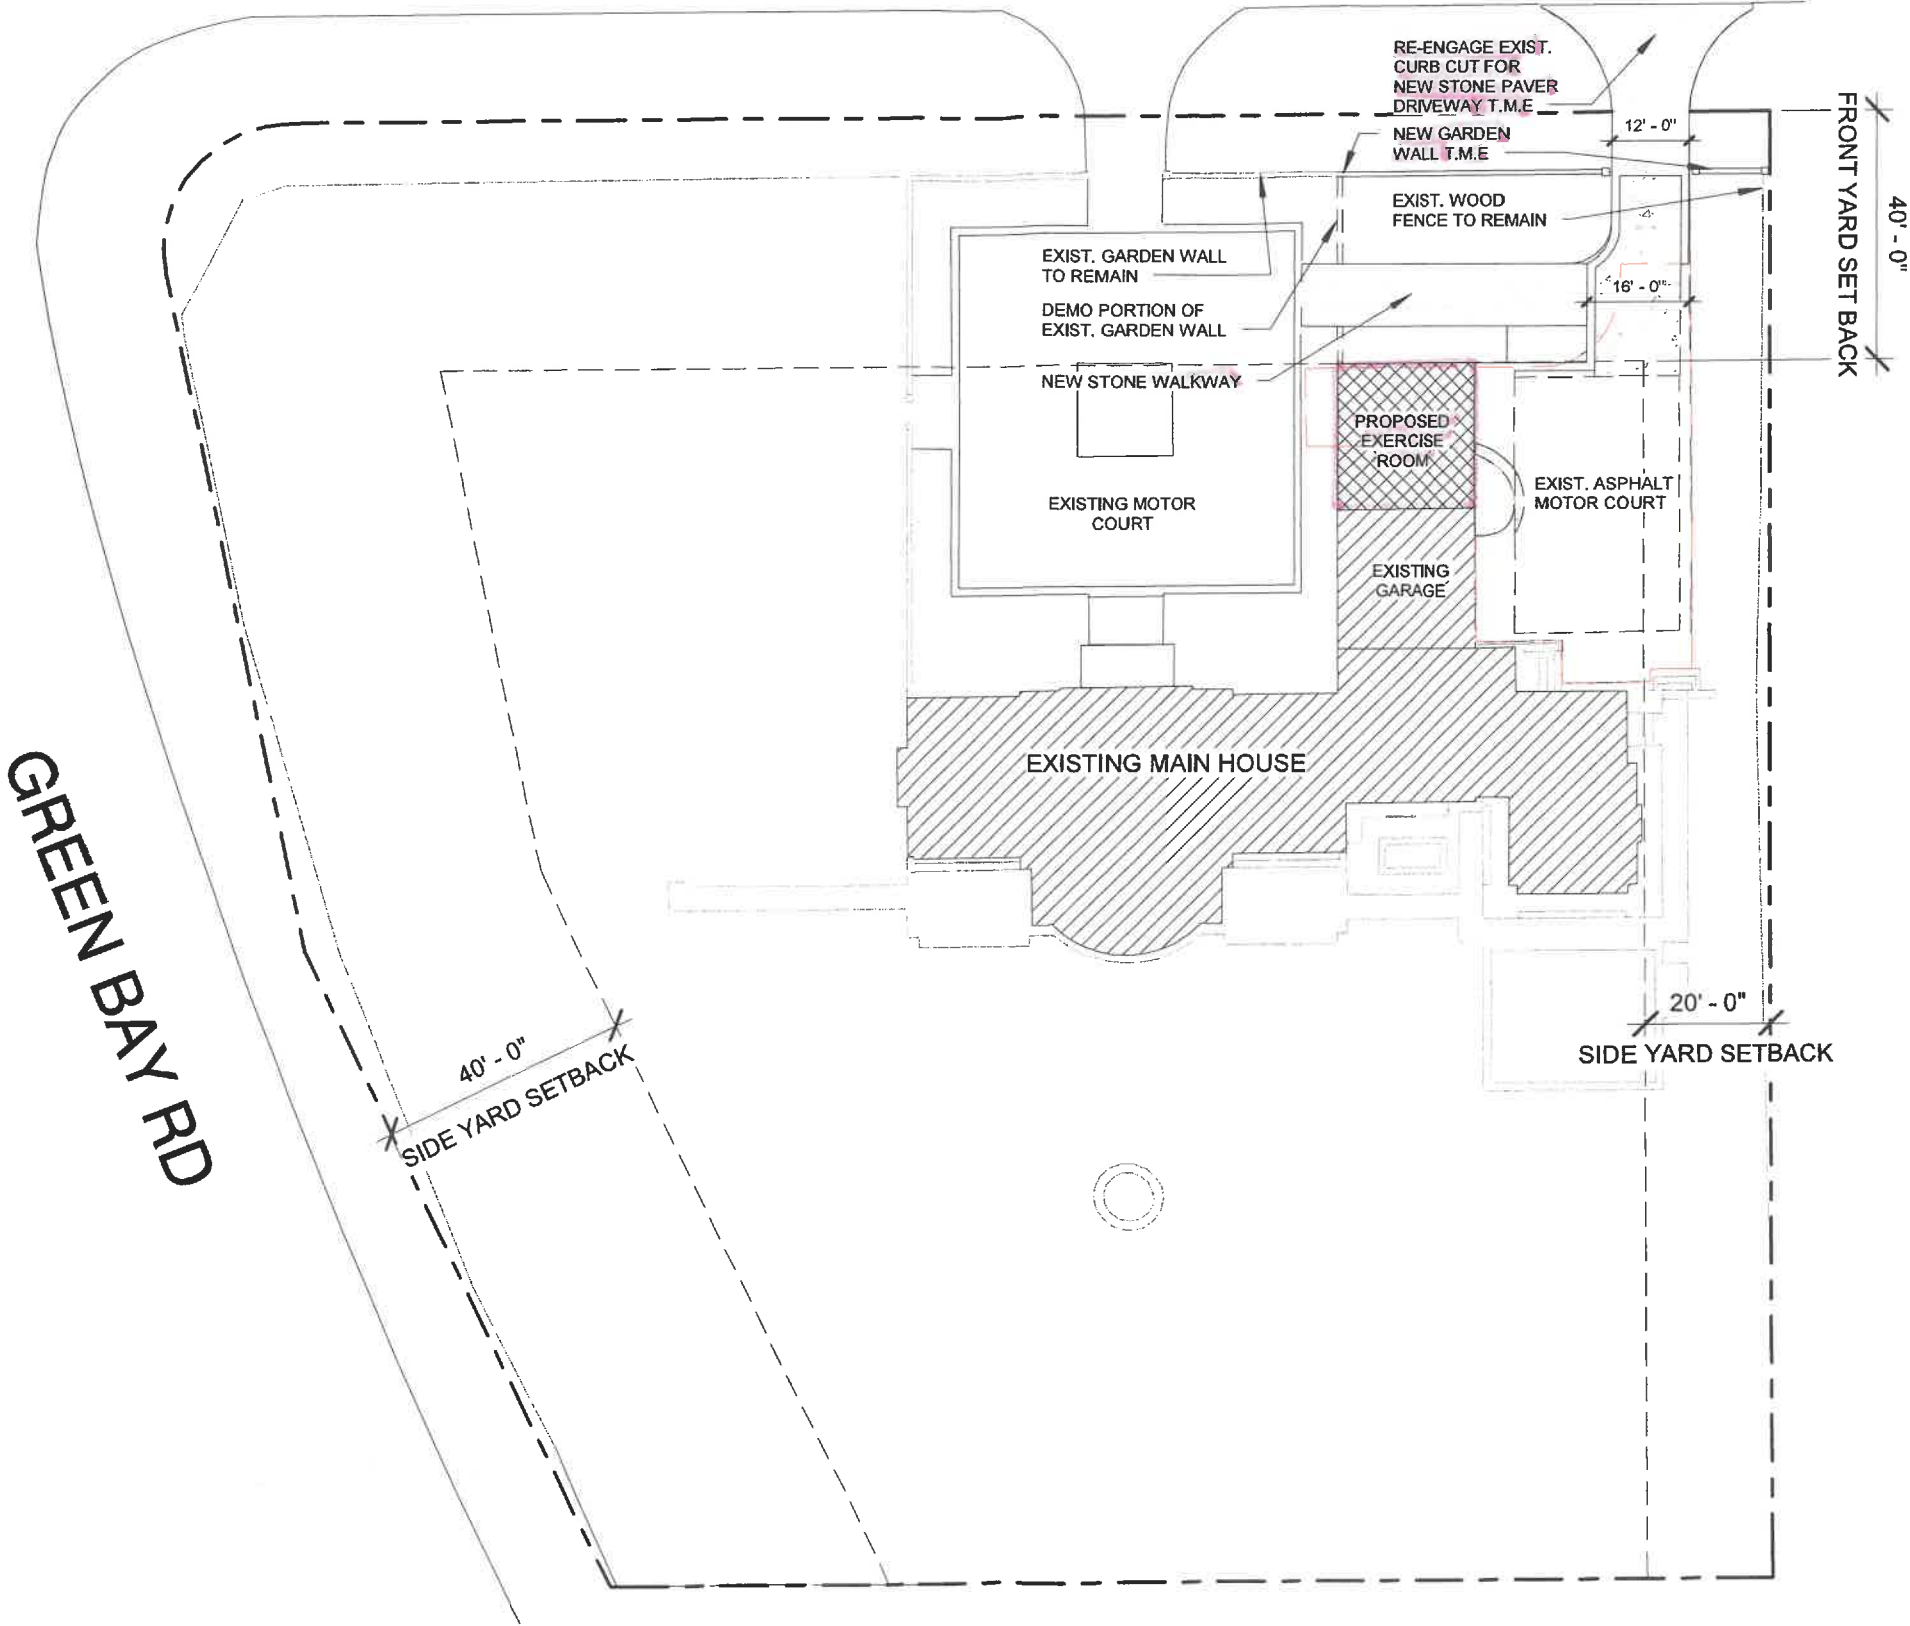 RE-ENGAGE EXIST.
CURB CUT FOR
NEW STONE PAVER
DRIVEWAY T.M.E
NEW GARDEN
WALL T.M.E
12' - 0"
EXIST. WOOD
FENCE TO REMAIN
FRONT YARD SET BACK
40' - 0"
EXIST. GARDEN WALL
TO REMAIN
DEMO PORTION OF
EXIST. GARDEN WALL
16' - 0"
NEW STONE WALKWAY
PROPOSED
EXERCISE
ROOM
EXISTING MOTOR
COURT
EXIST. ASPHALT
MOTOR COURT
EXISTING
GARAGE
EXISTING MAIN HOUSE
GREEN BAY RD
40' - 0"
SIDE YARD SETBACK
20' - 0"
SIDE YARD SETBACK